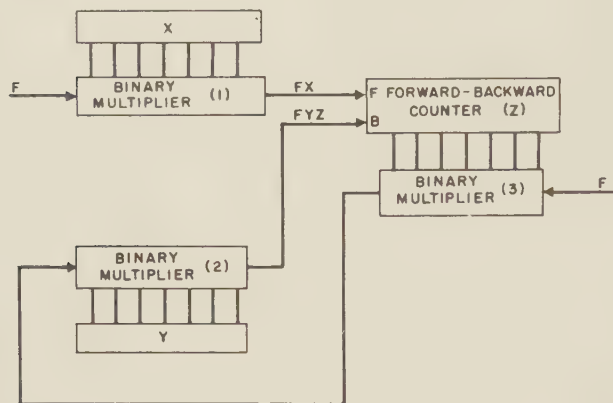 X
F
BINARY
MULTIPLIER (1)
FX
F FORWARD-BACKWARD
COUNTER (Z)
B
FYZ
BINARY
MULTIPLIER (3)
F
BINARY
MULTIPLIER (2)
Y